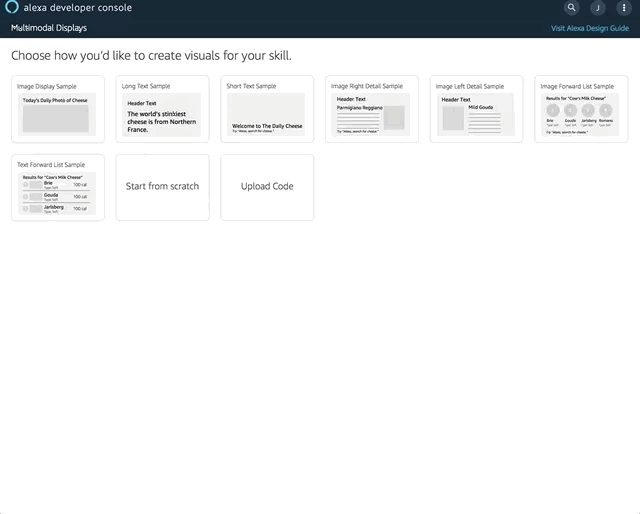 alexa developer console
J
Multimodal Displays
Visit Alexa Design Guide
Choose how you'd like to create visuals for your skill.
Image Display Sample
Today's Daily Photo of Cheese
Long Text Sample
Header Text
The world's stinkiest
cheese is from Northern
France.
Short Text Sample
Welcome to The Daily Cheese
Try "Alexa, search for cheese"
Image Right Detail Sample
Header Text
Parmigiano Reggiano
Try "Alexa, search for cheese"
Image Left Detail Sample
Header Text
Mild Gouda
Image Forward List Sample
Results for "Cow's Milk Cheese"
Brie Gouda Jarlsberg Romano
Try "Alexa, search for cheese"
Text Forward List Sample
Results for "Cow's Milk Cheese"
Brie 100 cal
Gouda 100 cal
Jarlsberg 100 cal
Start from scratch
Upload Code